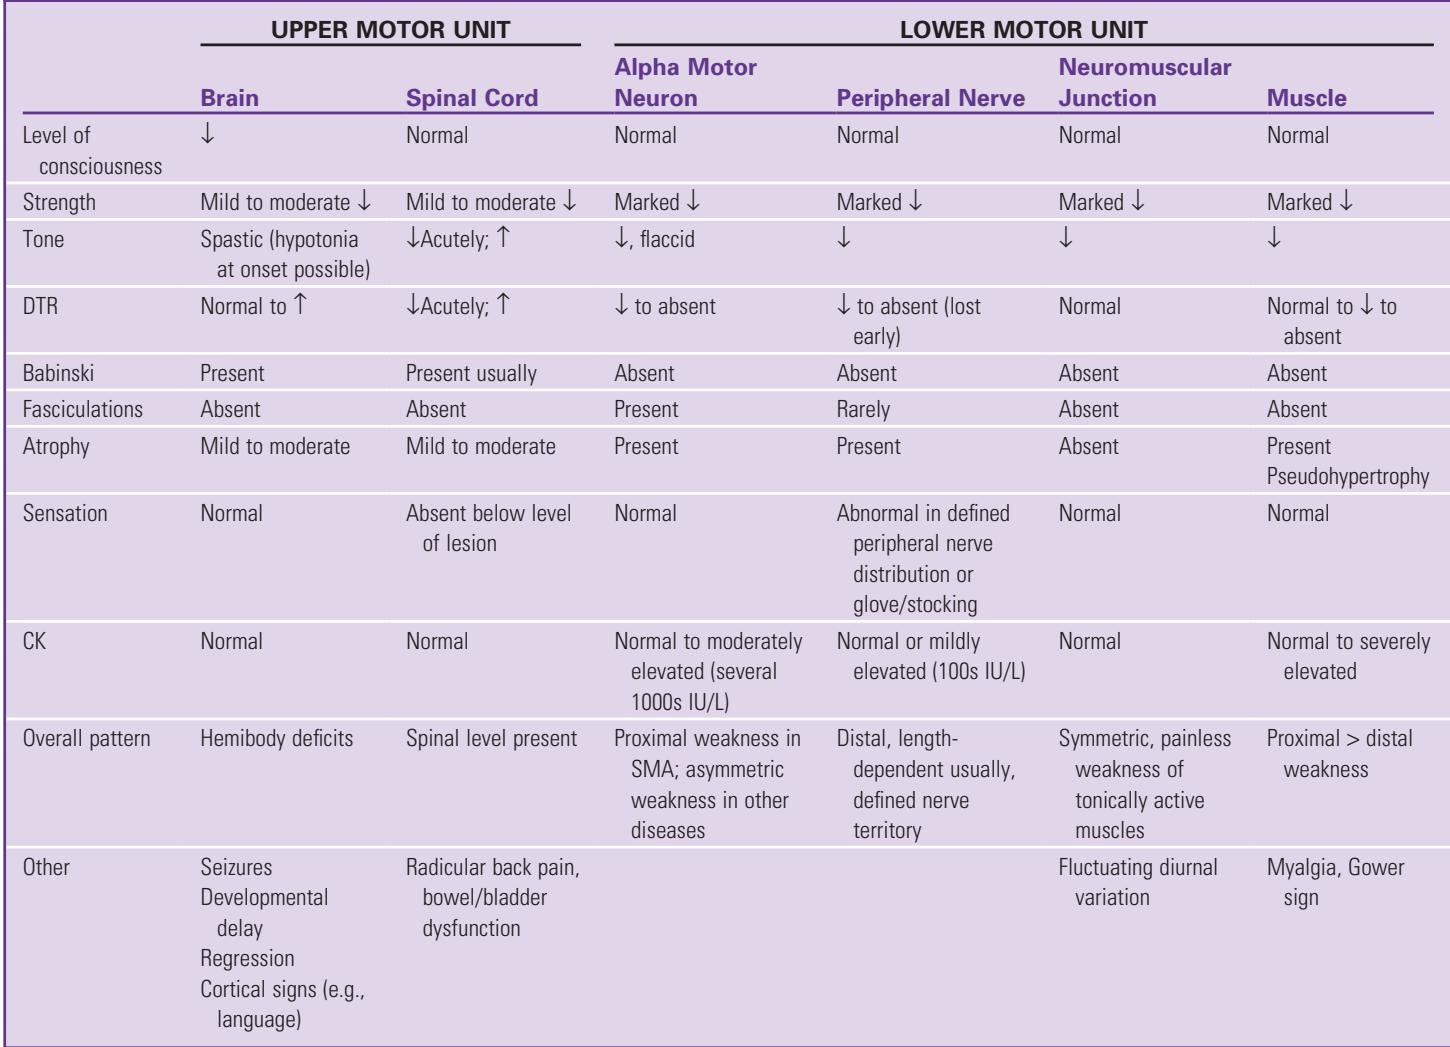 UPPER MOTOR UNIT LOWER MOTOR UNIT
Brain Spinal Cord Alpha Motor Neuron Peripheral Nerve Neuromuscular Junction Muscle
Level of consciousness ↓ Normal Normal Normal Normal Normal
Strength Mild to moderate ↓ Mild to moderate ↓ Marked ↓ Marked ↓ Marked ↓ Marked ↓
Tone Spastic (hypotonia at onset possible) ↓Acutely; ↑ ↓, flaccid ↓ ↓ ↓
DTR Normal to ↑ ↓Acutely; ↑ ↓ to absent ↓ to absent (lost early) Normal Normal to ↓ to absent
Babinski Present Present usually Absent Absent Absent Absent
Fasciculations Absent Absent Present Rarely Absent Absent
Atrophy Mild to moderate Mild to moderate Present Present Absent Present Pseudohypertrophy
Sensation Normal Absent below level of lesion Normal Abnormal in defined peripheral nerve distribution or glove/stocking Normal Normal
CK Normal Normal Normal to moderately elevated (several 1000s IU/L) Normal or mildly elevated (100s IU/L) Normal Normal to severely elevated
Overall pattern Hemibody deficits Spinal level present Proximal weakness in SMA; asymmetric weakness in other diseases Distal, length-dependent usually, defined nerve territory Symmetric, painless weakness of tonically active muscles Proximal > distal weakness
Other Seizures Developmental delay Regression Cortical signs (e.g., language) Radicular back pain, bowel/bladder dysfunction Fluctuating diurnal variation Myalgia, Gower sign